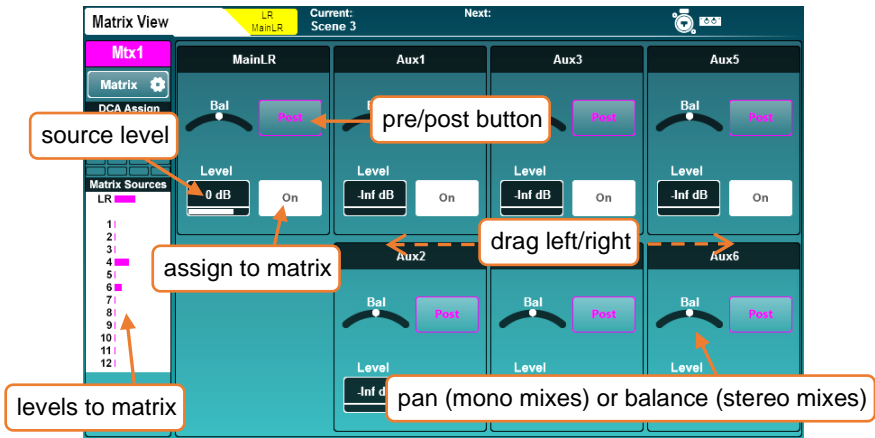 Matrix View
LR
MainLR
Current:
Scene 3
Next:
Mtx1
Matrix
DCA Assign
source level
Matrix Sources
LR
1
2
3
4
5
6
7
8
9
10
11
12
levels to matrix
MainLR
Bal
Post
Level
0 dB
On
pre/post button
assign to matrix
Aux1
Level
-Inf dB
On
Aux3
Post
Level
-Inf dB
On
Aux5
Bal
Post
Level
-Inf dB
On
drag left/right
Aux2
Bal
Post
Level
-Inf d
Bal
Post
Level
Aux6
Bal
Post
Level
pan (mono mixes) or balance (stereo mixes)